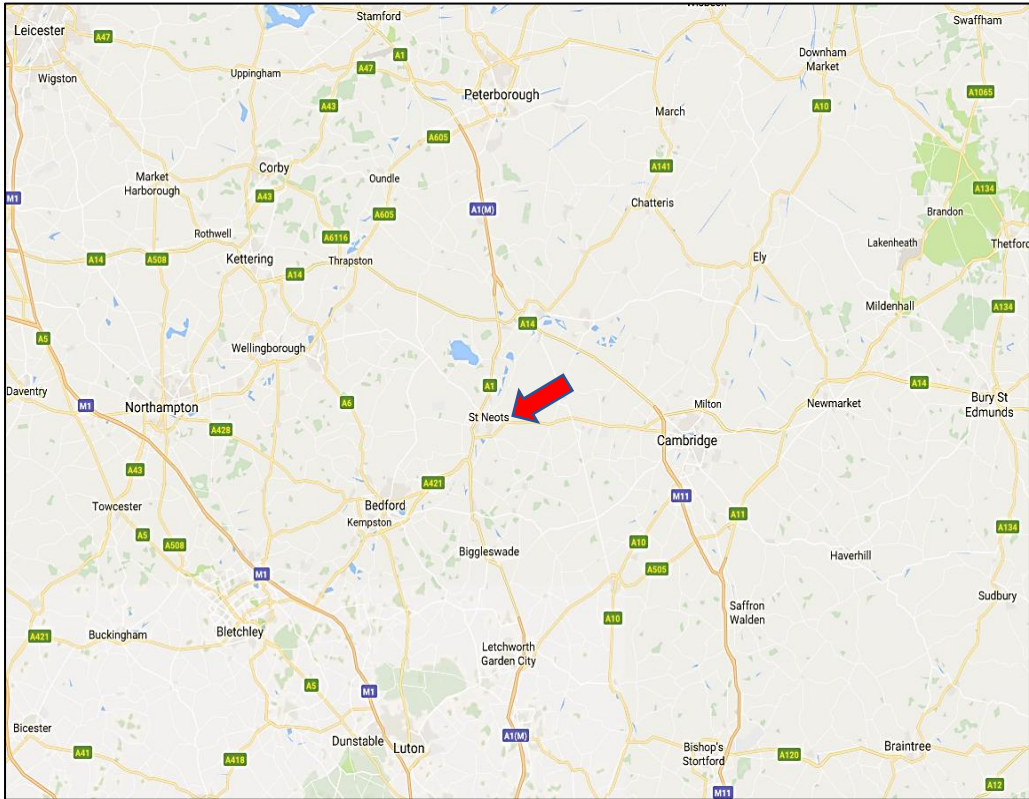 Leicester
Stamford
Swaffham
A47
A1
Downham
Market
Wigston
Uppingham
A47
Peterborough
A1065
A43
A10
March
A605
Corby
A141
Market
Harborough
Oundle
A134
M1
A43
Chatteris
Brandon
A1(M)
A605
Rothwell
A6116
Lakenheath
Thetford
A14
A508
Kettering
Thrapston
Ely
A14
Mildenhall
A134
A14
A5
Wellingborough
A1
A14
Daventry
M1
Northampton
A6
St Neots
Milton
Newmarket
Bury St
Edmunds
A428
Cambridge
A43
A421
M11
Towcester
Bedford
A11
Kempston
A134
A5
A508
A10
Biggleswade
Haverhill
M1
A505
Sudbury
Saffron
Walden
A10
A421
Buckingham
Bletchley
Letchworth
Garden City
A5
M1
Bicester
A1(M)
Dunstable
Luton
Bishop's
Stortford
Braintree
A41
A418
A120
M11
A12